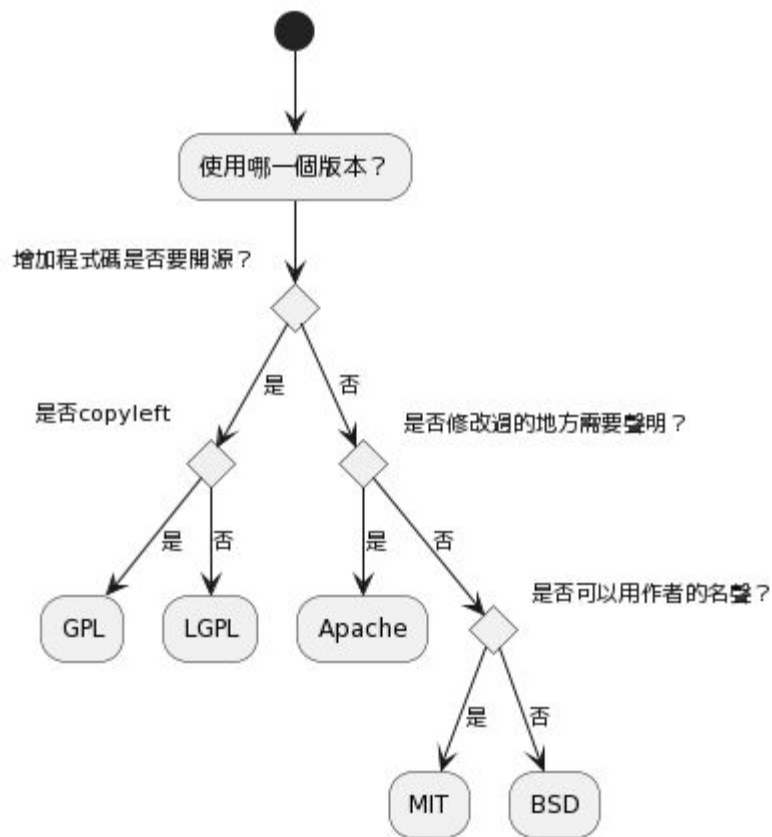 使用哪一個版本？
增加程式碼是否要開源？
是
否
是否copyleft
是否修改過的地方需要聲明？
是
否
是
否
是否可以用作者的名聲？
GPL
LGPL
Apache
是
否
MIT
BSD